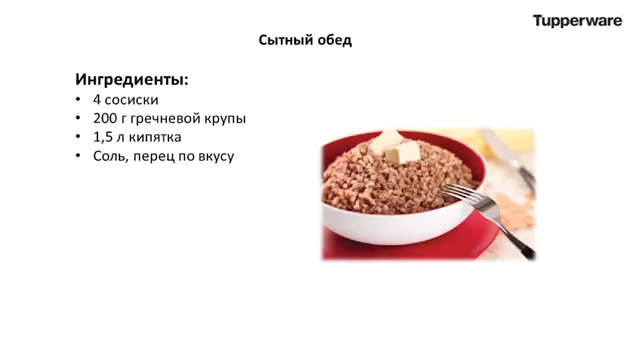 Tupperware
Сытный обед
Ингредиенты:
• 4 сосиски
• 200 г гречневой крупы
• 1,5 л кипятка
• Соль, перец по вкусу